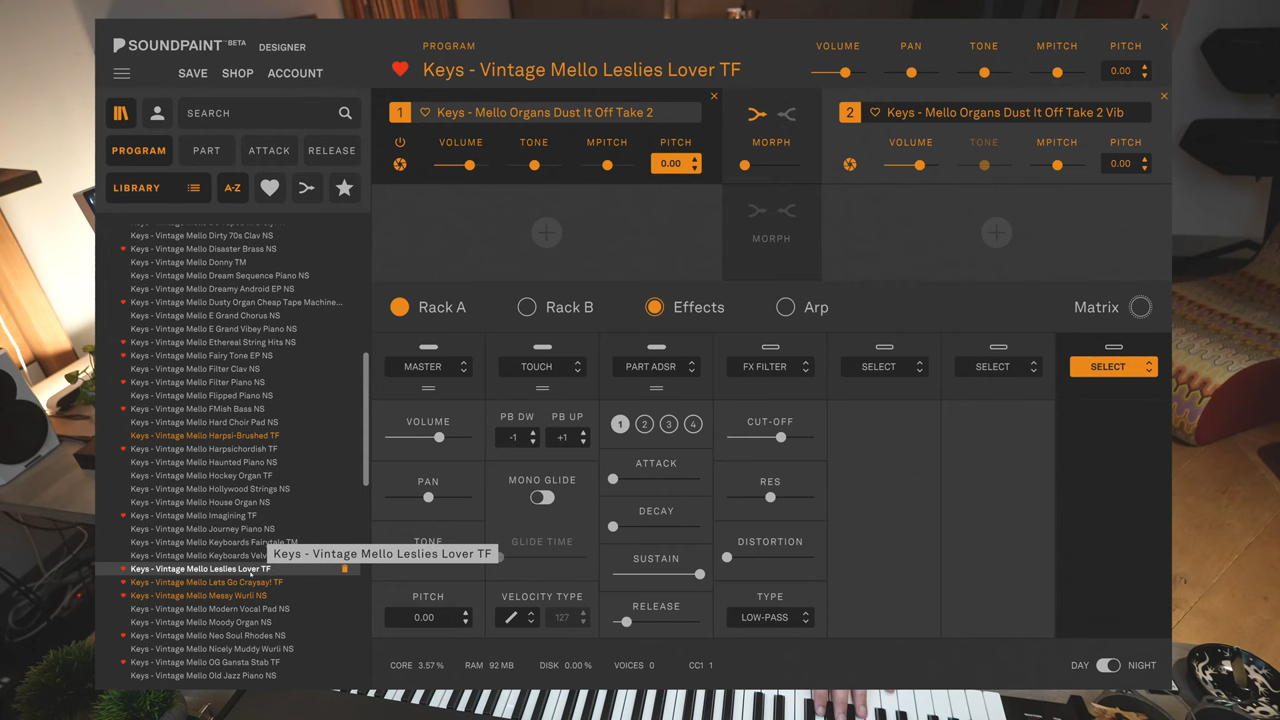 SOUNDPAINT BETA DESIGNER
SAVE SHOP ACCOUNT
SEARCH
PROGRAM PART ATTACK RELEASE
LIBRARY A-Z
Keys - Vintage Mello Dirty 70s Clav NS
Keys - Vintage Mello Disaster Brass NS
Keys - Vintage Mello Donny TM
Keys - Vintage Mello Dream Sequence Piano NS
Keys - Vintage Mello Dreamy Android EP NS
Keys - Vintage Mello Dusty Organ Cheap Tape Machine...
Keys - Vintage Mello E Grand Chorus NS
Keys - Vintage Mello E Grand Vibey Piano NS
Keys - Vintage Mello Ethereal String Hits NS
Keys - Vintage Mello Fairy Tone EP NS
Keys - Vintage Mello Filter Clav NS
Keys - Vintage Mello Filter Piano NS
Keys - Vintage Mello Flipped Piano NS
Keys - Vintage Mello FMish Bass NS
Keys - Vintage Mello Hard Choir Pad NS
Keys - Vintage Mello Harpsi-Brushed TF
Keys - Vintage Mello Harpsichordish TF
Keys - Vintage Mello Haunted Piano NS
Keys - Vintage Mello Hockey Organ TF
Keys - Vintage Mello Hollywood Strings NS
Keys - Vintage Mello House Organ NS
Keys - Vintage Mello Imagining TF
Keys - Vintage Mello Journey Piano NS
Keys - Vintage Mello Keyboards Fairytale TM
Keys - Vintage Mello Keyboards
Keys - Vintage Mello Leslies Lover TF
Keys - Vintage Mello Leslies Lover TF
Keys - Vintage Mello Lets Go Craysay! TF
Keys - Vintage Mello Messy Wurli NS
Keys - Vintage Mello Modern Vocal Pad NS
Keys - Vintage Mello Moody Organ NS
Keys - Vintage Mello Neo Soul Rhodes NS
Keys - Vintage Mello Nicely Muddy Wurli NS
Keys - Vintage Mello OG Gansta Stab TF
Keys - Vintage Mello Old Jazz Piano NS
PROGRAM
Keys - Vintage Mello Leslies Lover TF
VOLUME PAN TONE MPITCH PITCH
0.00
1 Keys - Mello Organs Dust It Off Take 2
VOLUME TONE MPITCH PITCH
0.00
MORPH
2 Keys - Mello Organs Dust It Off Take 2 Vib
VOLUME TONE MPITCH PITCH
0.00
MORPH
Rack A Rack B Effects Arp Matrix
MASTER TOUCH PART ADSR FX FILTER SELECT SELECT SELECT
VOLUME
PAN
TONE
PITCH
0.00
PB DW PB UP
-1 +1
MONO GLIDE
GLIDE TIME
VELOCITY TYPE
127
1 2 3 4
ATTACK
DECAY
SUSTAIN
RELEASE
CUT-OFF
RES
DISTORTION
TYPE
LOW-PASS
CORE 3.57 % RAM 92 MB DISK 0.00 % VOICES 0 CC1 1
DAY NIGHT